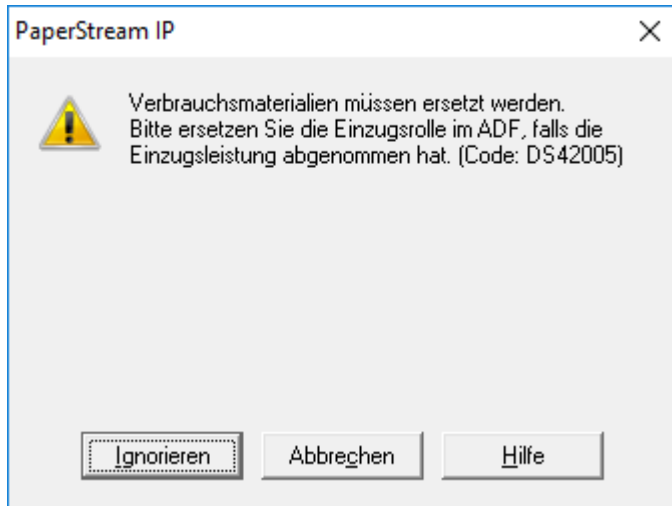 PaperStream IP
Verbrauchsmaterialien müssen ersetzt werden.
Bitte ersetzen Sie die Einzugsrolle im ADF, falls die
Einzugsleistung abgenommen hat. (Code: DS42005)
Ignorieren
Abbrechen
Hilfe